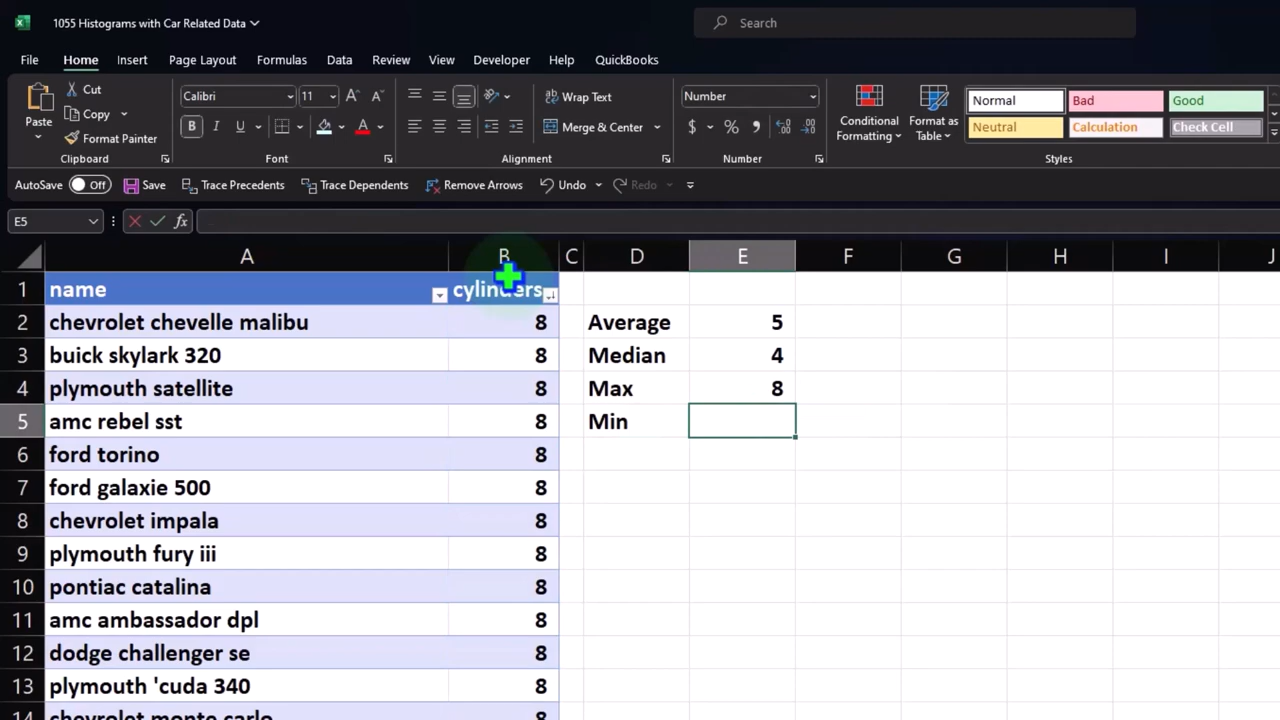 1055 Histograms with Car Related Data
Search
File Home Insert Page Layout Formulas Data Review View Developer Help QuickBooks
Paste
Cut
Copy
Format Painter
Clipboard
Calibri 11
B I U
Font
Wrap Text
Merge & Center
Alignment
Number
$ % ,
Number
Conditional Formatting
Format as Table
Normal Bad Good
Neutral Calculation Check Cell
Styles
AutoSave Off Save Trace Precedents Trace Dependents Remove Arrows Undo Redo
E5 fx
A B C D E F G H I J
1 name cylinders
2 chevrolet chevelle malibu 8 Average 5
3 buick skylark 320 8 Median 4
4 plymouth satellite 8 Max 8
5 amc rebel sst 8 Min
6 ford torino 8
7 ford galaxie 500 8
8 chevrolet impala 8
9 plymouth fury iii 8
10 pontiac catalina 8
11 amc ambassador dpl 8
12 dodge challenger se 8
13 plymouth 'cuda 340 8
14 chevrolet monte carlo 8